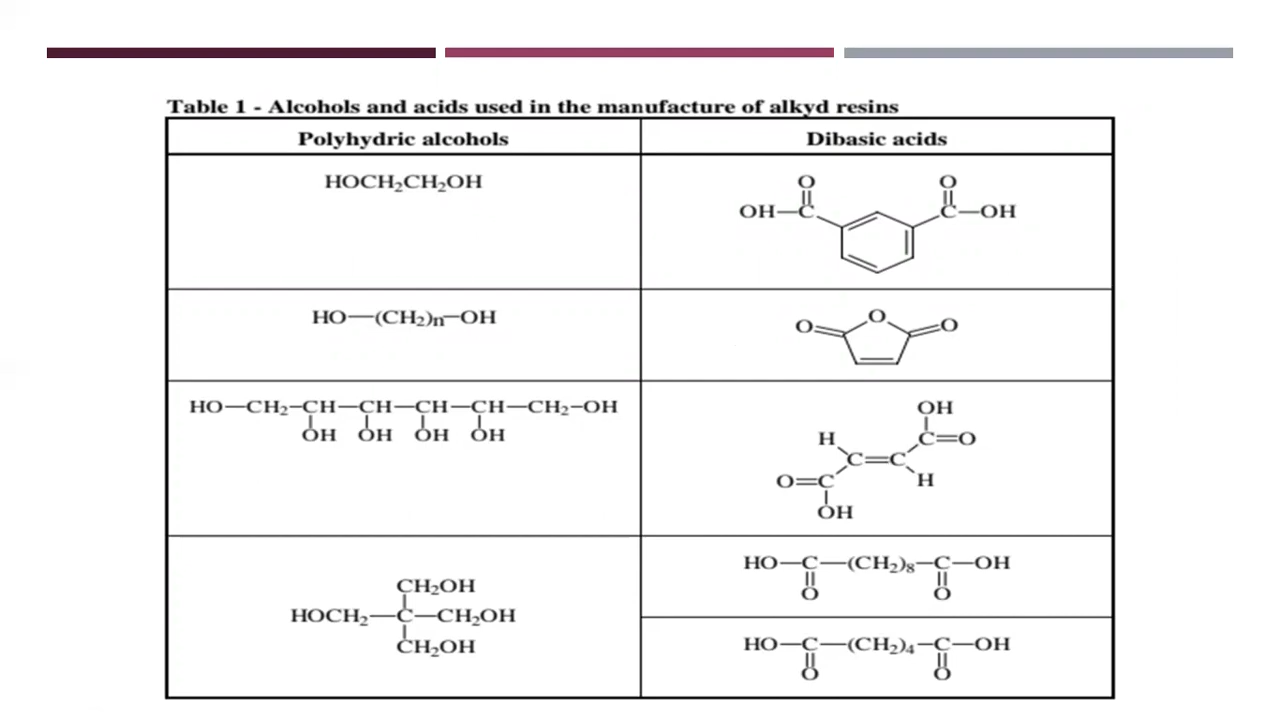 Table 1 - Alcohols and acids used in the manufacture of alkyd resins
Polyhydric alcohols
Dibasic acids
HOCH₂CH₂OH
O O
OH—C C—OH
HO—(CH₂)n—OH
O O O
HO—CH₂—CH—CH—CH—CH—CH₂—OH
OH OH OH OH
OH
H C=O
C=C
O=C H
OH
CH₂OH
HOCH₂—C—CH₂OH
CH₂OH
HO—C—(CH₂)₈—C—OH
O O
HO—C—(CH₂)₄—C—OH
O O